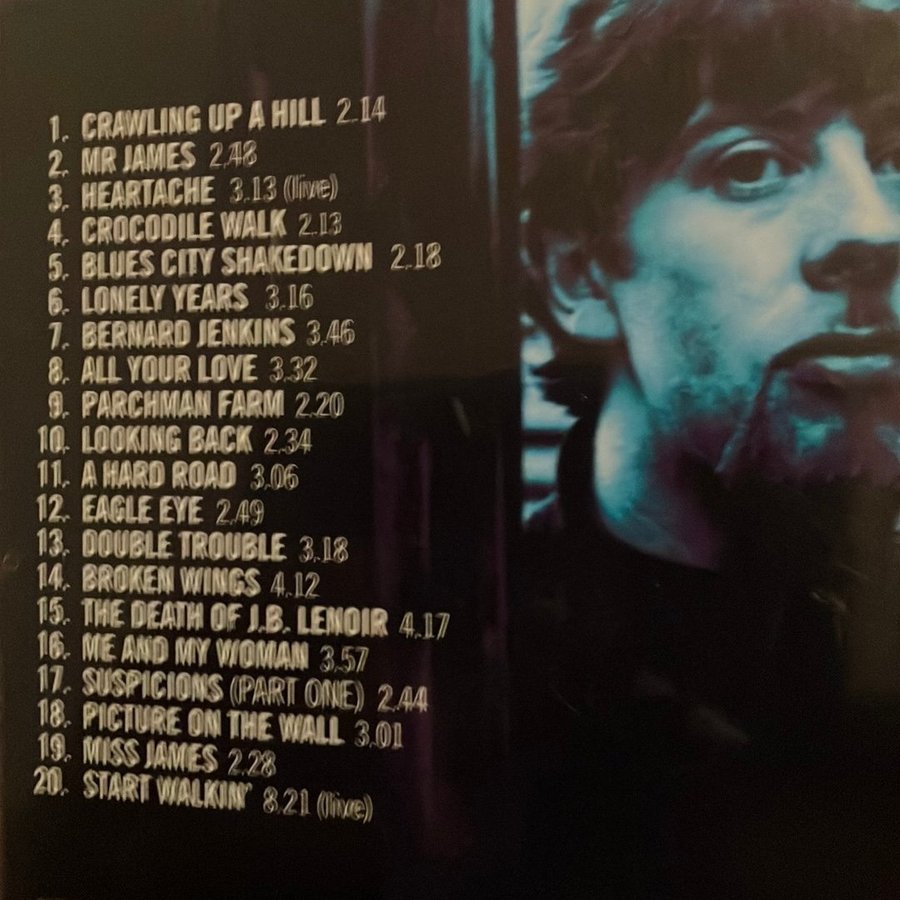 1. CRAWLING UP A HILL 2.14
2. MR JAMES 2.48
3. HEARTACHE 3.13 (live)
4. CROCODILE WALK 2.13
5. BLUES CITY SHAKEDOWN 2.18
6. LONELY YEARS 3.16
7. BERNARD JENKINS 3.46
8. ALL YOUR LOVE 3.32
9. PARCHMAN FARM 2.20
10. LOOKING BACK 2.34
11. A HARD ROAD 3.06
12. EAGLE EYE 2.49
13. DOUBLE TROUBLE 3.18
14. BROKEN WINGS 4.12
15. THE DEATH OF J.B. LENOIR 4.17
16. ME AND MY WOMAN 3.57
17. SUSPICIONS (PART ONE) 2.44
18. PICTURE ON THE WALL 3.01
19. MISS JAMES 2.28
20. START WALKIN' 8.21 (live)